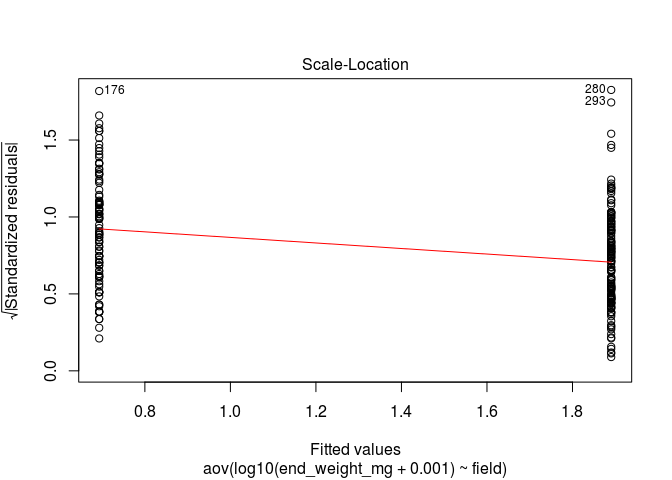 Scale-Location
176
280
293
√|Standardized residuals|
1.5
1.0
0.5
0.0
0.8 1.0 1.2 1.4 1.6 1.8
Fitted values
aov(log10(end_weight_mg + 0.001) ~ field)